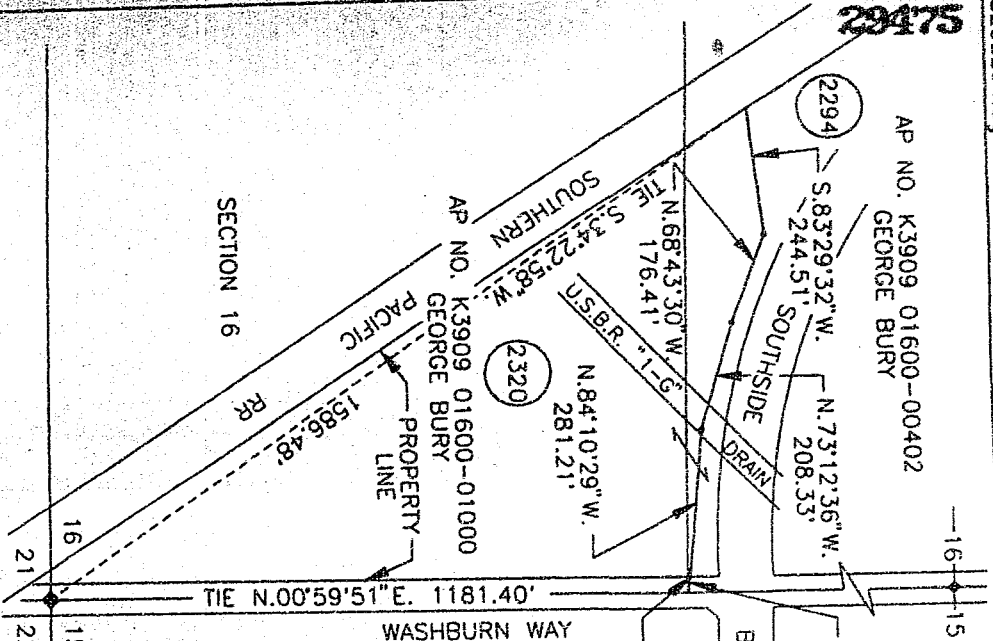 29475
AP NO. K3909 01600-00402
GEORGE BURY
2294
S.83°29'32"W.
244.51'
SOUTHSIDE
N.73°12'36"W.
208.33'
N.68°43'30"W.
176.41'
U.S.B.R. "1-G"
DRAIN
TIE S.34°22'58"W.
1586.48'
SOUTHERN
PACIFIC
RR
AP NO. K3909 01600-01000
GEORGE BURY
2320
N.84°10'29"W.
281.21'
PROPERTY
LINE
SECTION 16
16
21
15
2
16
15
TIE N.00°59'51"E. 1181.40'
WASHBURN WAY